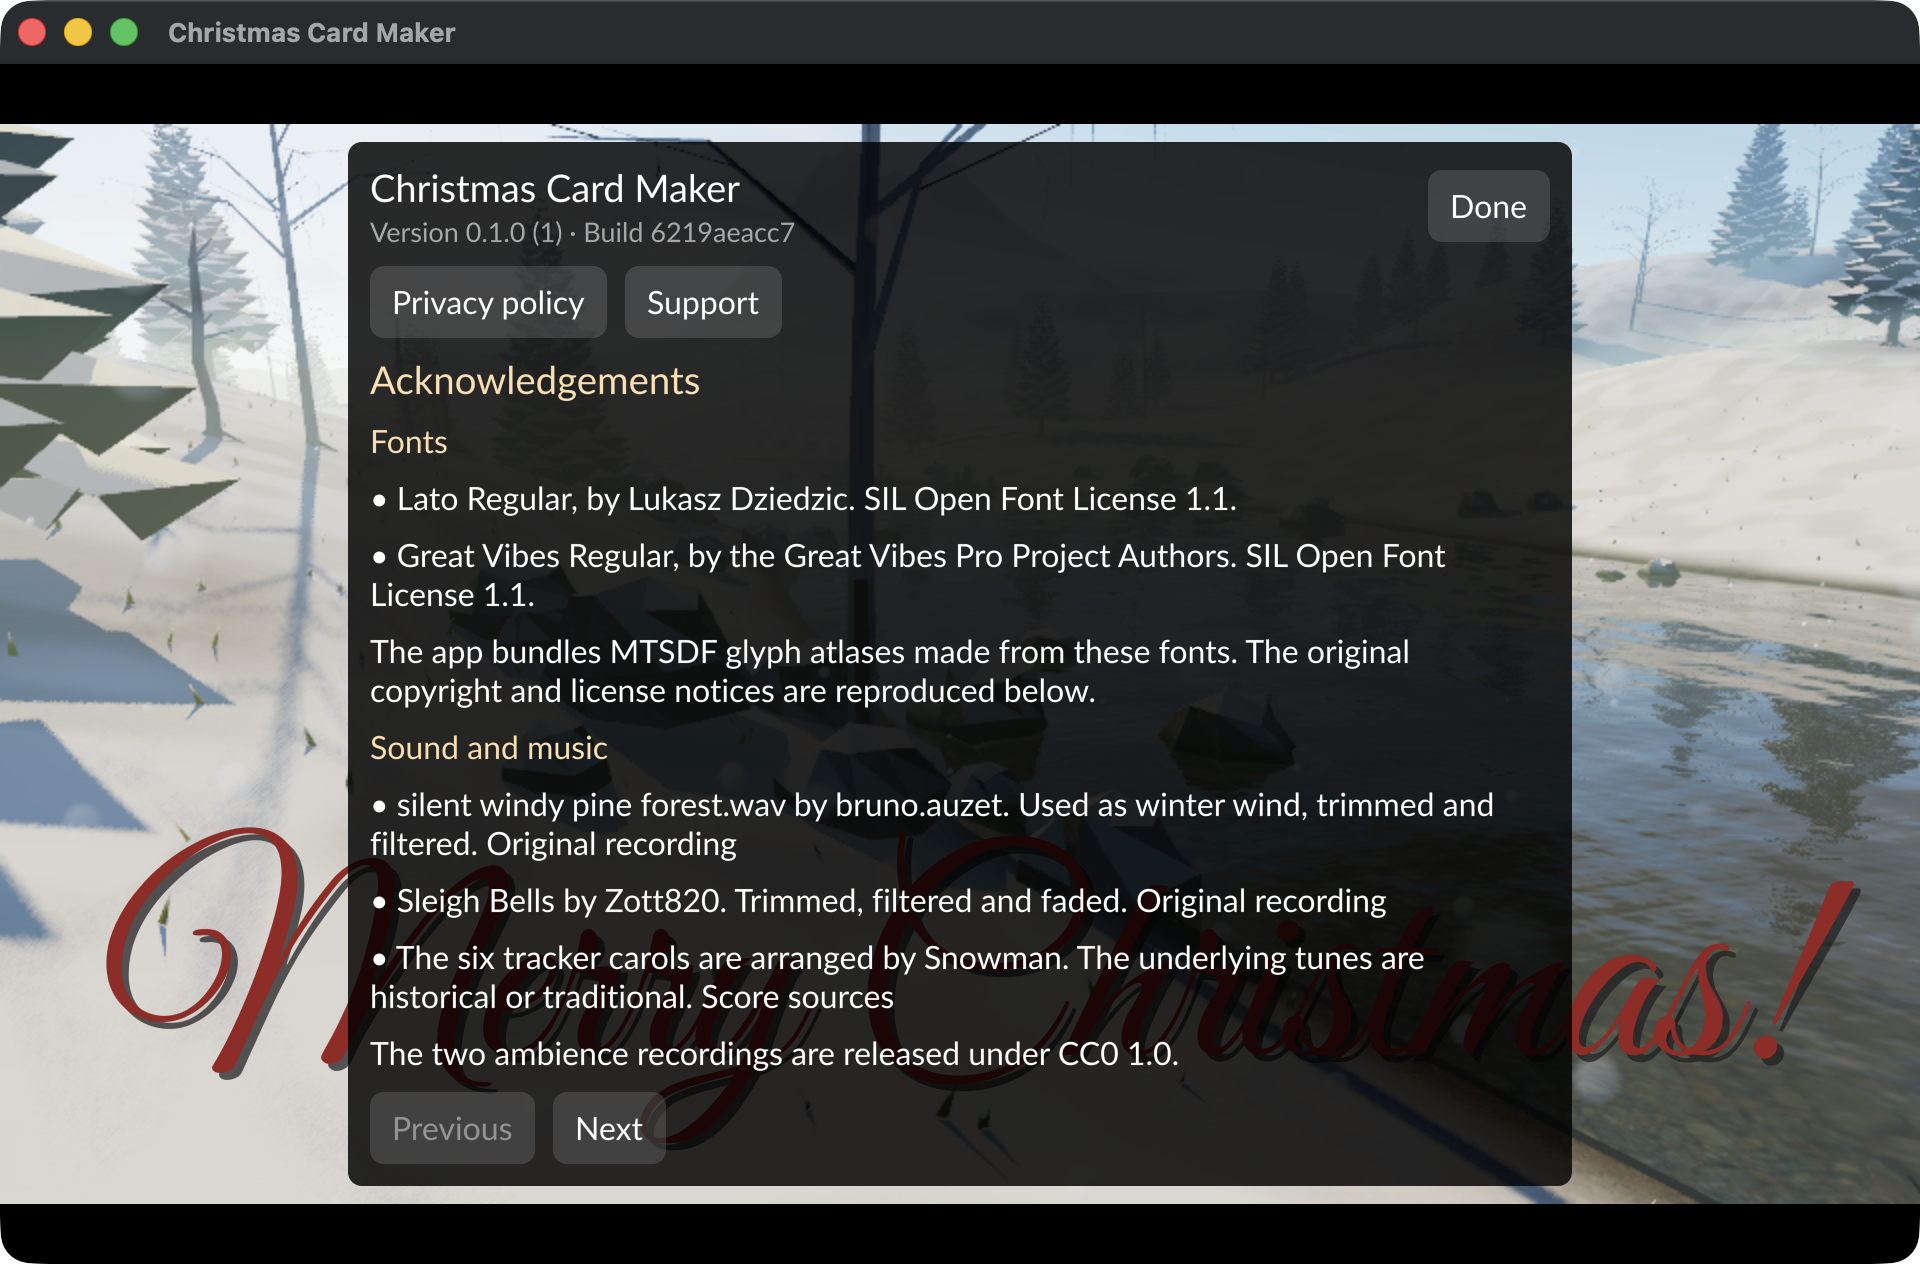 Christmas Card Maker
Christmas Card Maker
Done
Version 0.1.0 (1) · Build 6219aeacc7
Privacy policy
Support
Acknowledgements
Fonts
• Lato Regular, by Lukasz Dziedzic. SIL Open Font License 1.1.
• Great Vibes Regular, by the Great Vibes Pro Project Authors. SIL Open Font
License 1.1.
The app bundles MTSDF glyph atlases made from these fonts. The original
copyright and license notices are reproduced below.
Sound and music
• silent windy pine forest.wav by bruno.auzet. Used as winter wind, trimmed and
filtered. Original recording
• Sleigh Bells by Zott820. Trimmed, filtered and faded. Original recording
• The six tracker carols are arranged by Snowman. The underlying tunes are
historical or traditional. Score sources
The two ambience recordings are released under CC0 1.0.
Previous
Next
Merry Christmas!